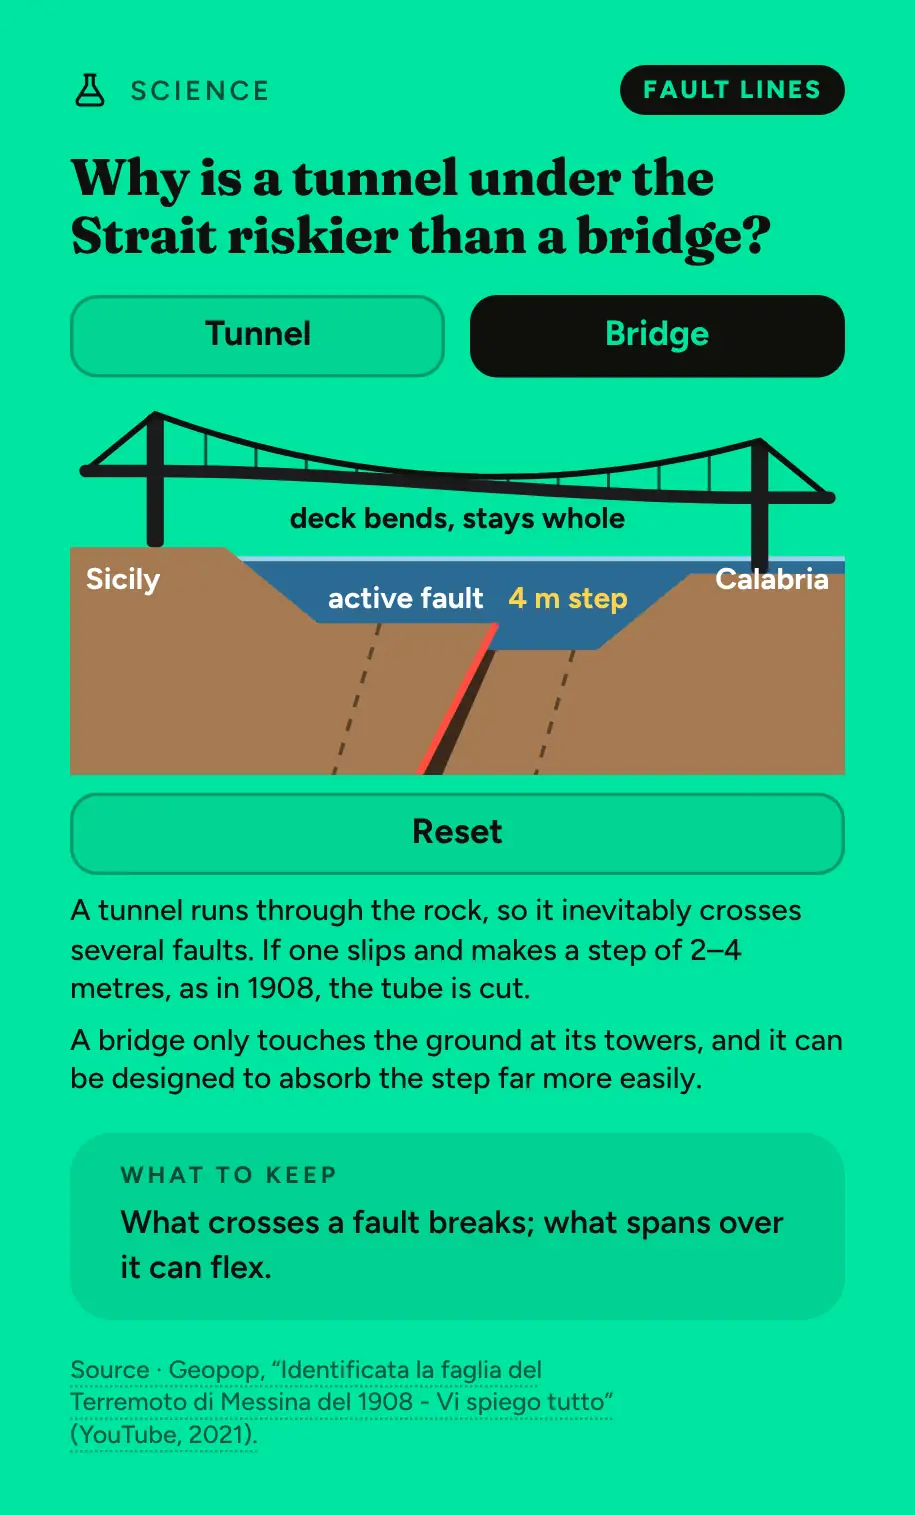 SCIENCE
FAULT LINES
Why is a tunnel under the
Strait riskier than a bridge?
Tunnel
Bridge
deck bends, stays whole
Sicily
Calabria
active fault
4 m step
Reset
A tunnel runs through the rock, so it inevitably crosses
several faults. If one slips and makes a step of 2–4
metres, as in 1908, the tube is cut.
A bridge only touches the ground at its towers, and it can
be designed to absorb the step far more easily.
WHAT TO KEEP
What crosses a fault breaks; what spans over
it can flex.
Source · Geopop, “Identificata la faglia del
Terremoto di Messina del 1908 - Vi spiego tutto”
(YouTube, 2021).